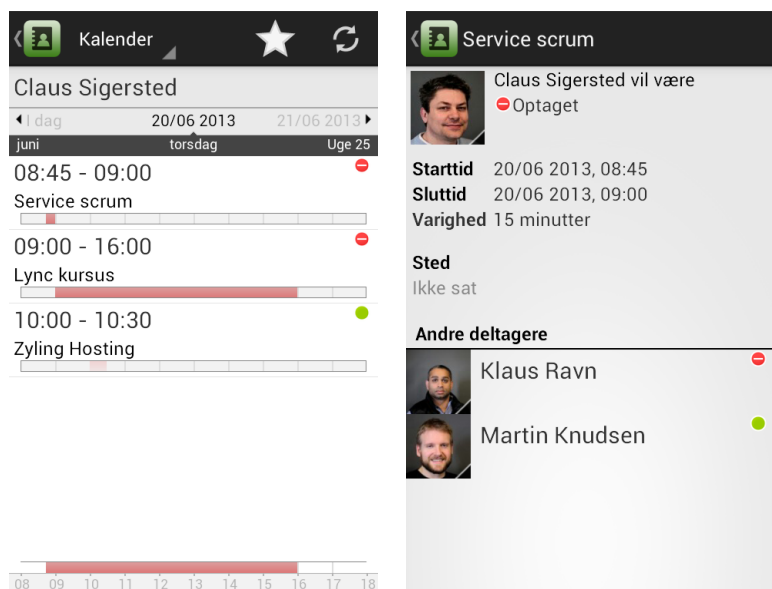 Kalender
Claus Sigersted
I dag 20/06 2013 21/06 2013
juni torsdag Uge 25
08:45 - 09:00
Service scrum
09:00 - 16:00
Lync kursus
10:00 - 10:30
Zyling Hosting
08 09 10 11 12 13 14 15 16 17 18
Service scrum
Claus Sigersted vil være
Optaget
Starttid 20/06 2013, 08:45
Sluttid 20/06 2013, 09:00
Varighed 15 minutter
Sted
Ikke sat
Andre deltagere
Klaus Ravn
Martin Knudsen